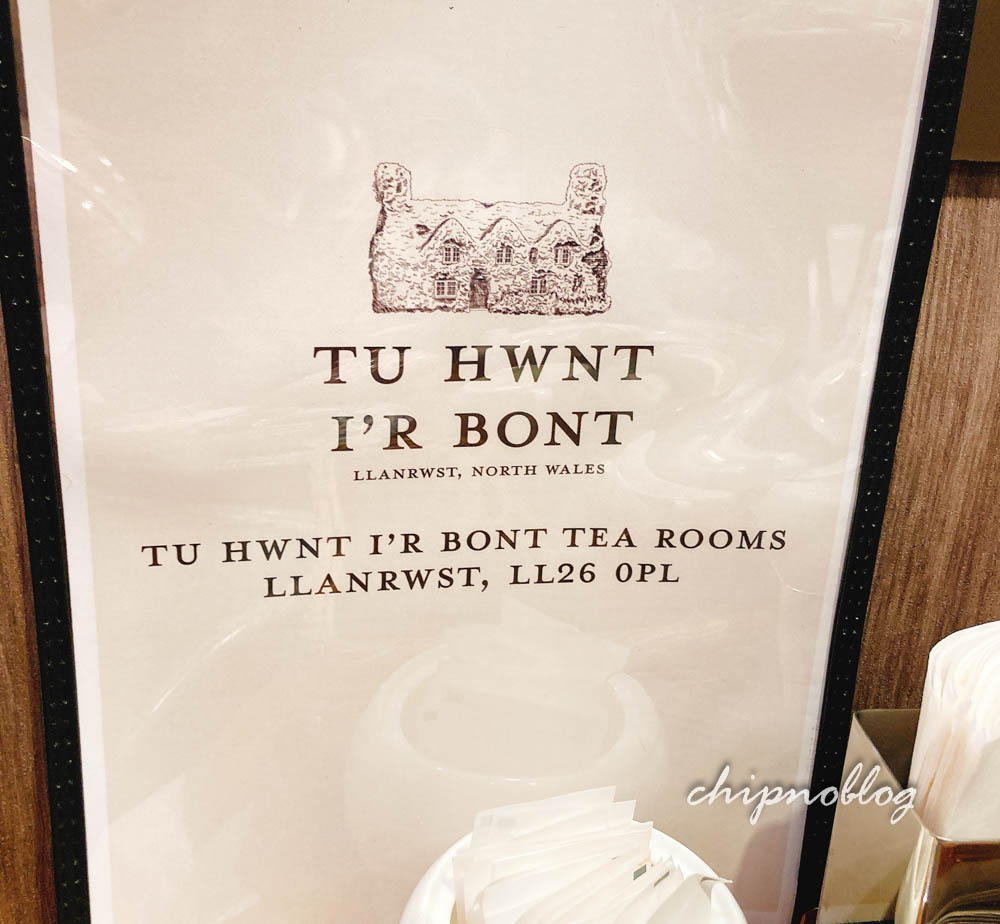 TU HWNT
I'R BONT
LLANRWST, NORTH WALES
TU HWNT I'R BONT TEA ROOMS
LLANRWST, LL26 0PL
chipnoblog